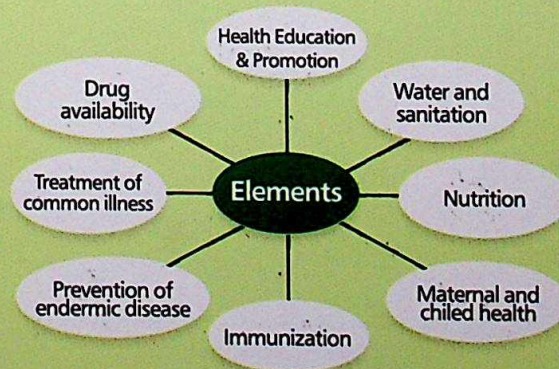 Health Education
& Promotion
Drug
availability
Water and
sanitation
Treatment of
common illness
Elements
Nutrition
Prevention of
endermic disease
Immunization
Maternal and
chiled health